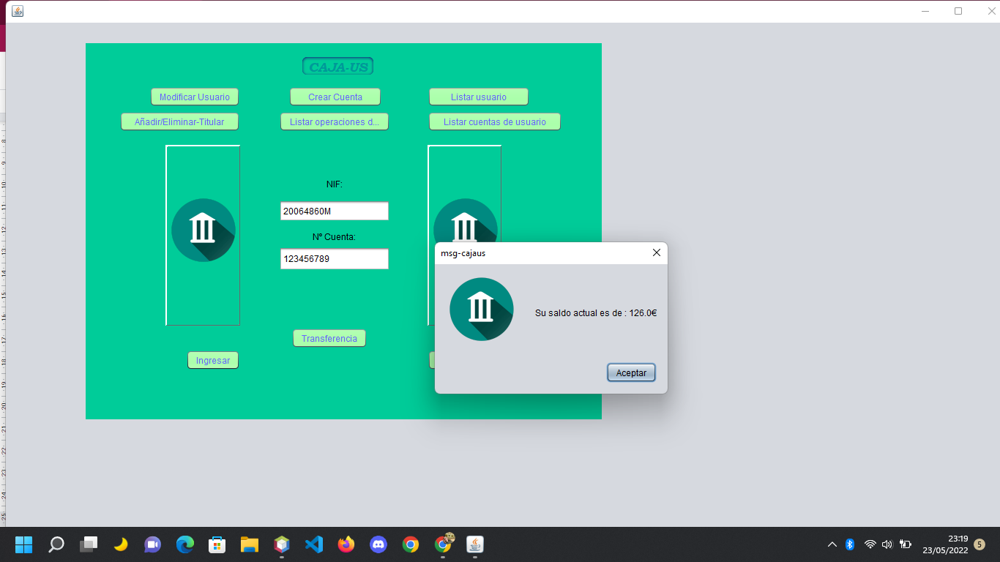 CAJA-US
Modificar Usuario
Crear Cuenta
Listar usuario
Añadir/Eliminar-Titular
Listar operaciones d...
Listar cuentas de usuario
NIF:
20064860M
Nº Cuenta:
123456789
Transferencia
Ingresar
msg-cajaus
Su saldo actual es de : 126.0€
Aceptar
23:19
23/05/2022
5